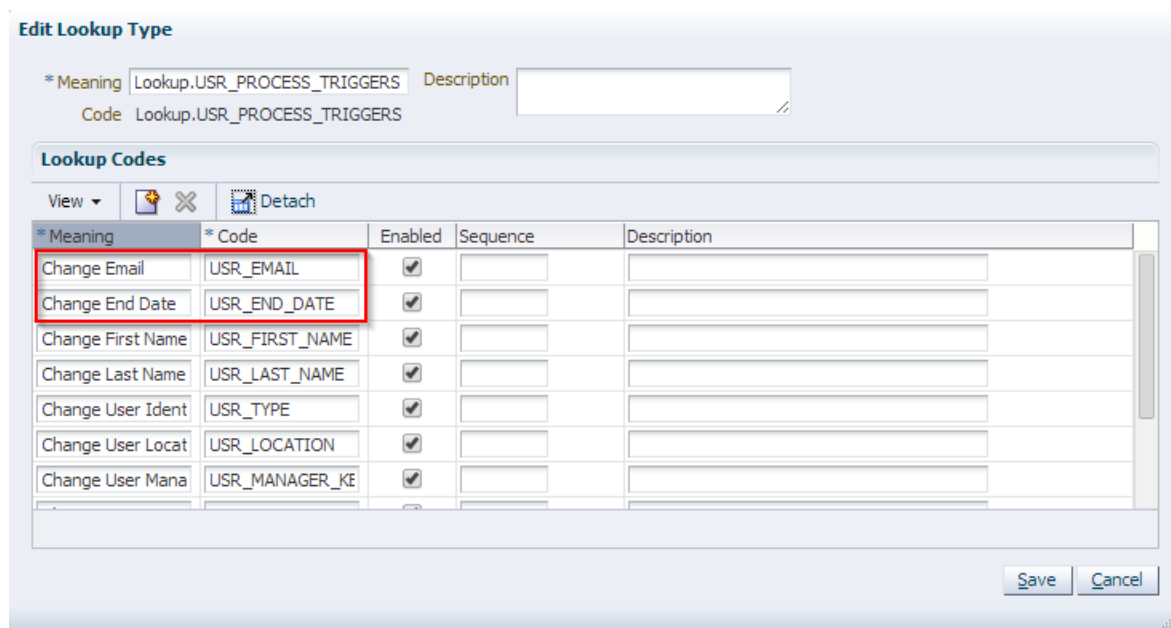 Edit Lookup Type
* Meaning Lookup.USR_PROCESS_TRIGGERS Description
Code Lookup.USR_PROCESS_TRIGGERS
Lookup Codes
View Detach
* Meaning * Code Enabled Sequence Description
Change Email USR_EMAIL
Change End Date USR_END_DATE
Change First Name USR_FIRST_NAME
Change Last Name USR_LAST_NAME
Change User Ident USR_TYPE
Change User Locat USR_LOCATION
Change User Mana USR_MANAGER_KE
Save Cancel